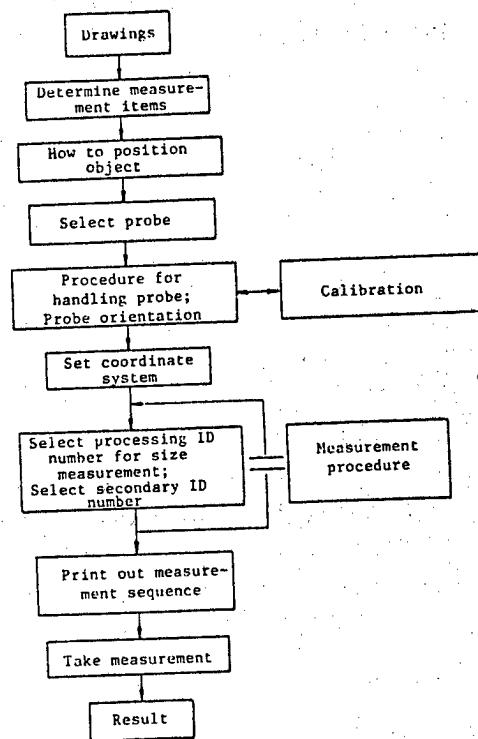 Drawings
Determine measure-
ment items
How to position
object
Select probe
Procedure for
handling probe;
Probe orientation
Calibration
Set coordinate
system
Select processing ID
number for size
measurement;
Select secondary ID
number
Measurement
procedure
Print out measure-
ment sequence
Take measurement
Result